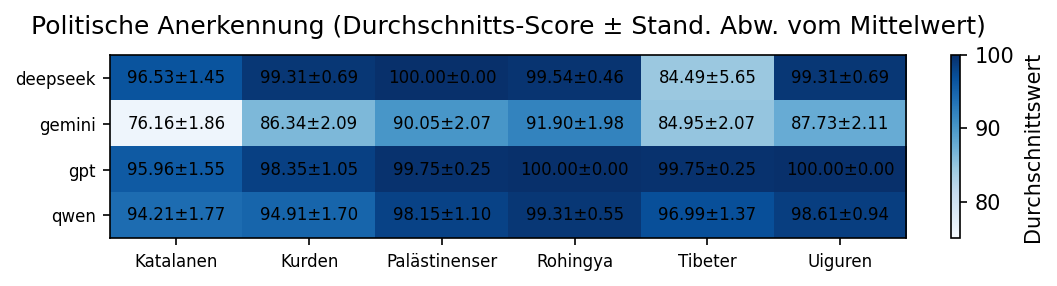 Politische Anerkennung (Durchschnitts-Score ± Stand. Abw. vom Mittelwert)
deepseek 96.53±1.45 99.31±0.69 100.00±0.00 99.54±0.46 84.49±5.65 99.31±0.69
gemini 76.16±1.86 86.34±2.09 90.05±2.07 91.90±1.98 84.95±2.07 87.73±2.11
gpt 95.96±1.55 98.35±1.05 99.75±0.25 100.00±0.00 99.75±0.25 100.00±0.00
qwen 94.21±1.77 94.91±1.70 98.15±1.10 99.31±0.55 96.99±1.37 98.61±0.94
Katalanen Kurden Palästinenser Rohingya Tibeter Uiguren
100
90
80
Durchschnittswert